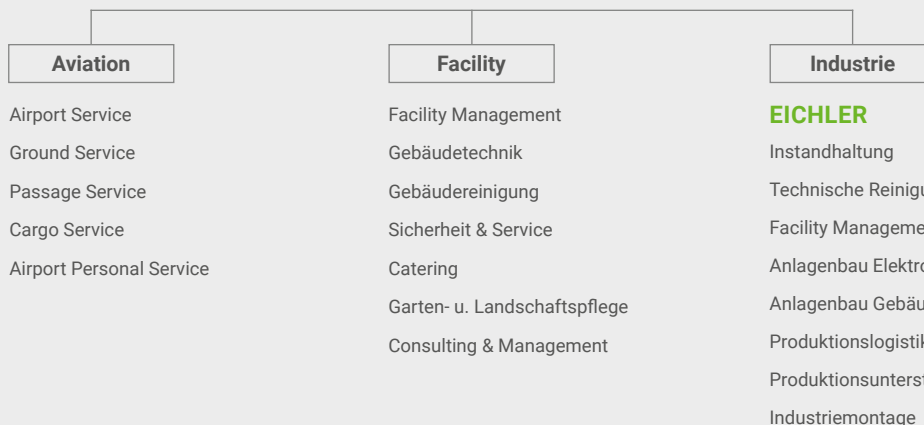 Aviation
Airport Service
Ground Service
Passage Service
Cargo Service
Airport Personal Service
Facility
Facility Management
Gebäudetechnik
Gebäudereinigung
Sicherheit & Service
Catering
Garten- u. Landschaftspflege
Consulting & Management
Industrie
EICHLER
Instandhaltung
Technische
Facility
Anlagenbau
Anlagenbau
Industriemontage